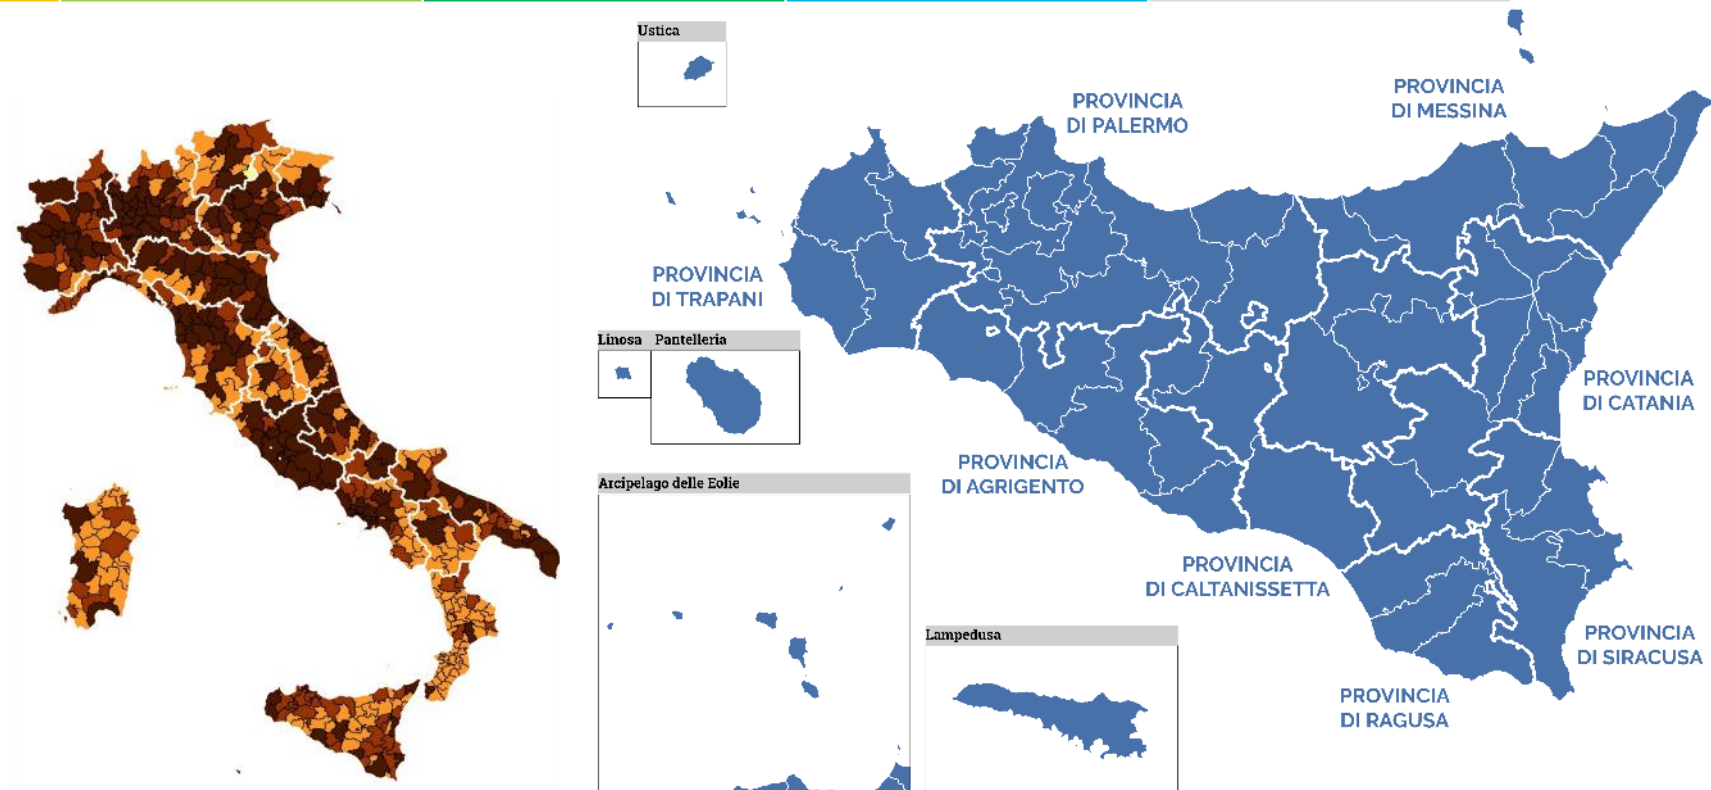 Ustica
PROVINCIA
DI PALERMO
PROVINCIA
DI MESSINA
PROVINCIA
DI TRAPANI
Linosa
Pantelleria
PROVINCIA
DI CATANIA
PROVINCIA
DI AGRIGENTO
Arcipelago delle Eolie
PROVINCIA
DI CALTANISSETTA
Lampedusa
PROVINCIA
DI SIRACUSA
PROVINCIA
DI RAGUSA